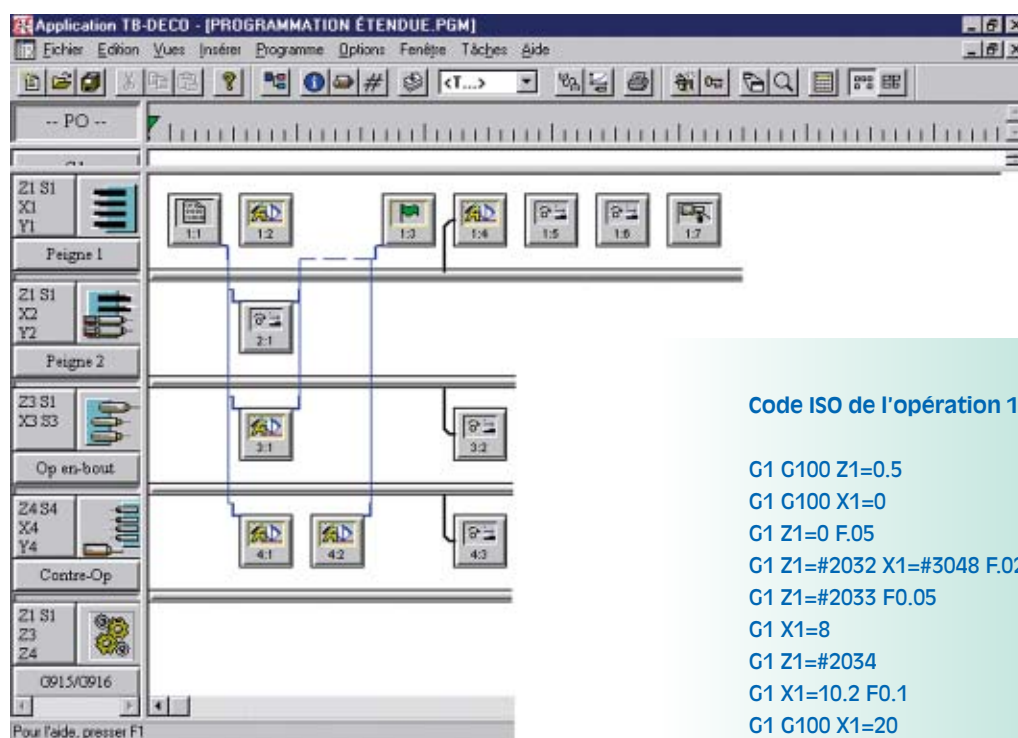 Application TB-DECO - [PROGRAMMATION ÉTENDUE.PGM]
Fichier Edition Vues Insérer Programme Options Fenêtre Tâches Aide
<T...>
-- PO --
Z1 S1
X1
Y1
Peigne 1
1:1 1:2 1:3 1:4 1:5 1:6 1:7
Z1 S1
X2
Y2
Peigne 2
2:1
Z3 S1
X3 S3
Op en-bout
3:1 3:2
Z4 S4
X4
Y4
Contre-Op
4:1 4:2 4:3
Z1 S1
Z3
Z4
G915/G916
Pour l'aide, presser F1
Code ISO de l'opération 1
G1 G100 Z1=0.5
G1 G100 X1=0
G1 Z1=0 F.05
G1 Z1=#2032 X1=#3048 F.02
G1 Z1=#2033 F0.05
G1 X1=8
G1 Z1=#2034
G1 X1=10.2 F0.1
G1 G100 X1=20